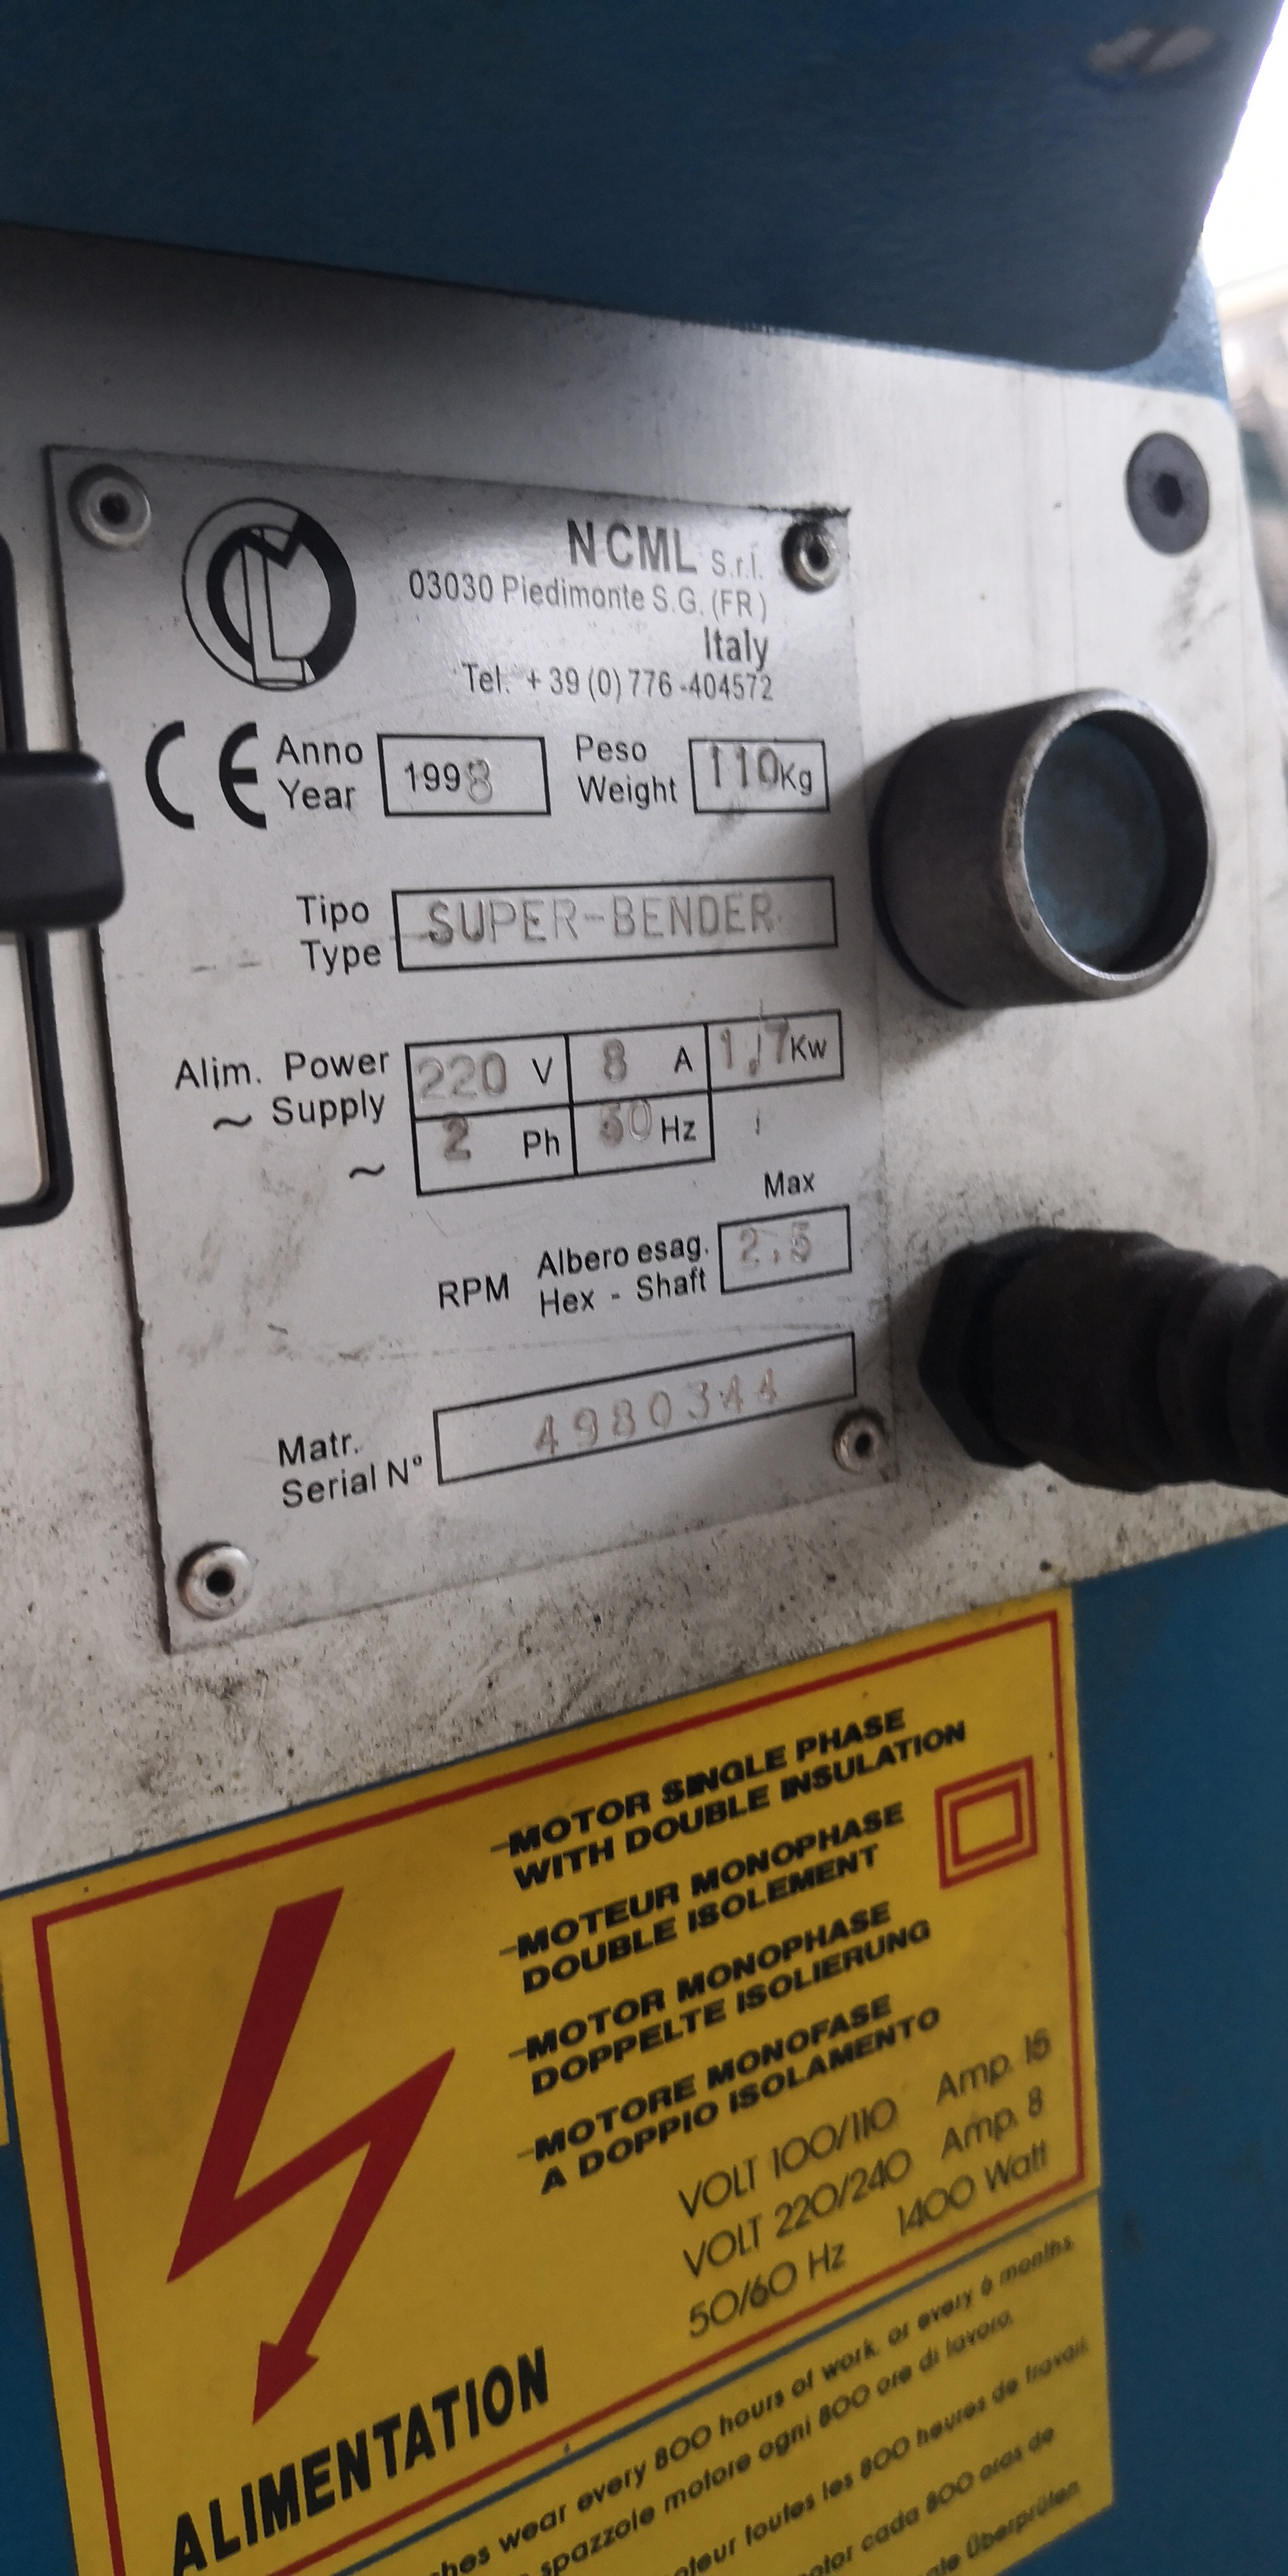 NCML S.r.l.
03030 Piedimonte S.G. (FR)
Italy
Tel. +39 (0) 776 -404572
CE Anno
Year
1998
Peso
Weight
110 Kg
Tipo
Type
SUPER-BENDER
Alim. Power
~ Supply
~
220 V 8 A 1,7 Kw
2 Ph 50 Hz
Max
RPM
Albero esag.
Hex - Shaft
2.5
Matr.
Serial N°
4980344
-MOTOR SINGLE PHASE
WITH DOUBLE INSULATION
-MOTEUR MONOPHASE
DOUBLE ISOLEMENT
-MOTOR MONOPHASE
DOPPELTE ISOLIERUNG
-MOTORE MONOFASE
A DOPPIO ISOLAMENTO
VOLT 100/110 Amp. 16
VOLT 220/240 Amp. 8
50/60 Hz 1400 Watt
ALIMENTATION
wear every 800 hours of work, or every 6 months.
spazzole motore ogni 800 ore di lavoro.
toutes les 800 heures de travail.
cada 800 oras de
Überprüfen